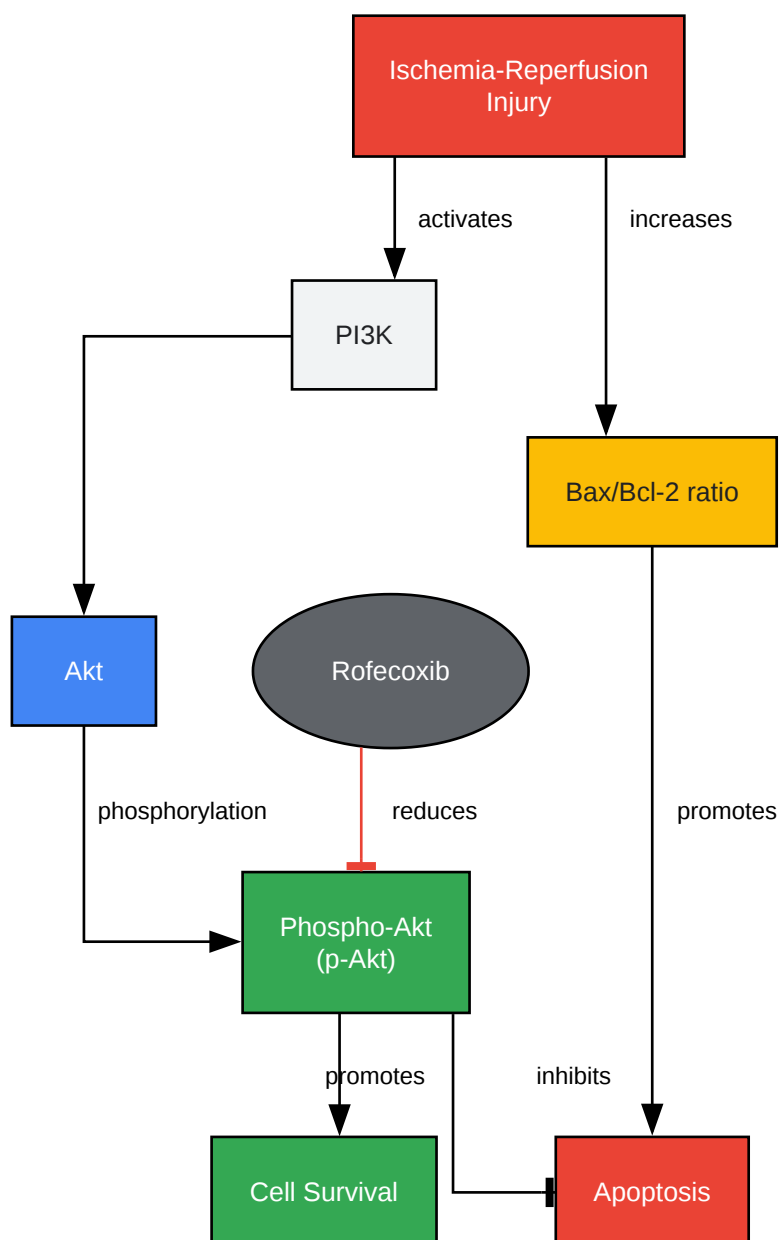 Ischemia-Reperfusion
Injury
activates
increases
PI3K
Bax/Bcl-2 ratio
Akt
Rofecoxib
phosphorylation
reduces
promotes
Phospho-Akt
(p-Akt)
promotes
inhibits
Cell Survival
Apoptosis